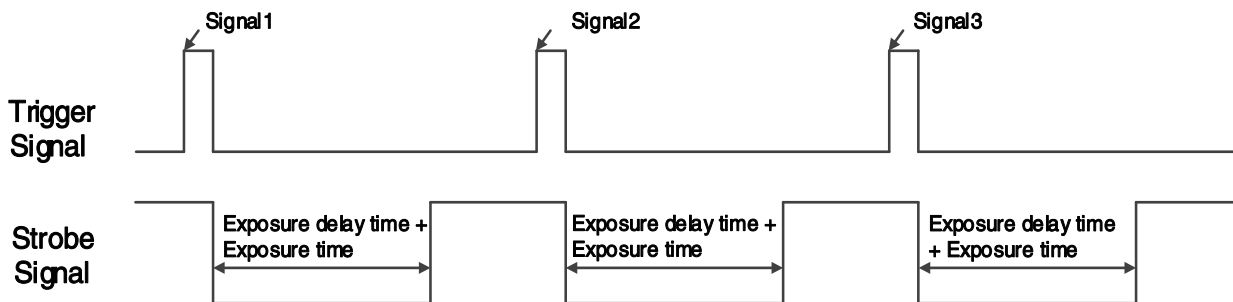 Signal1
Signal2
Signal3
Trigger
Signal
Exposure delay time +
Exposure time
Exposure delay time +
Exposure time
Exposure delay time
+ Exposure time
Strobe
Signal